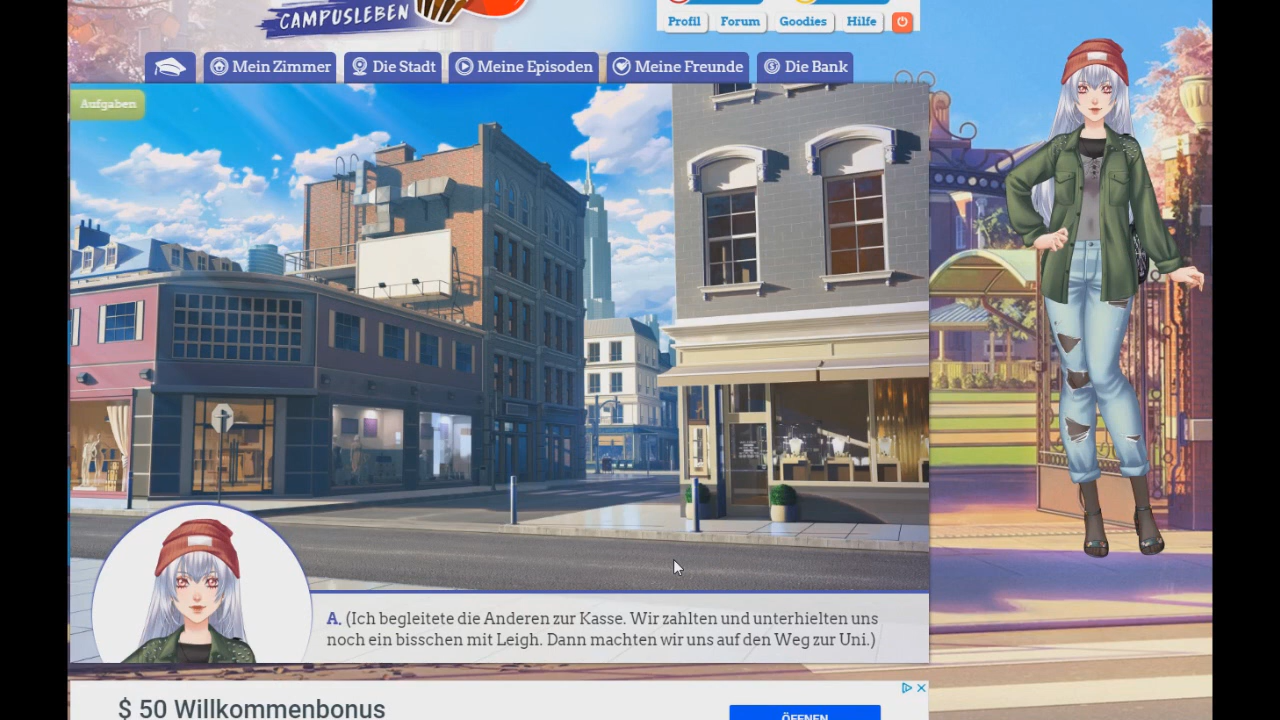 CAMPUSLEBEN
Profil Forum Goodies Hilfe
Mein Zimmer Die Stadt Meine Episoden Meine Freunde Die Bank
Aufgaben
A. (Ich begleitete die Anderen zur Kasse. Wir zahlten und unterhielten uns
noch ein bisschen mit Leigh. Dann machten wir uns auf den Weg zur Uni.)
$ 50 Willkommenbonus
ÖFFNEN